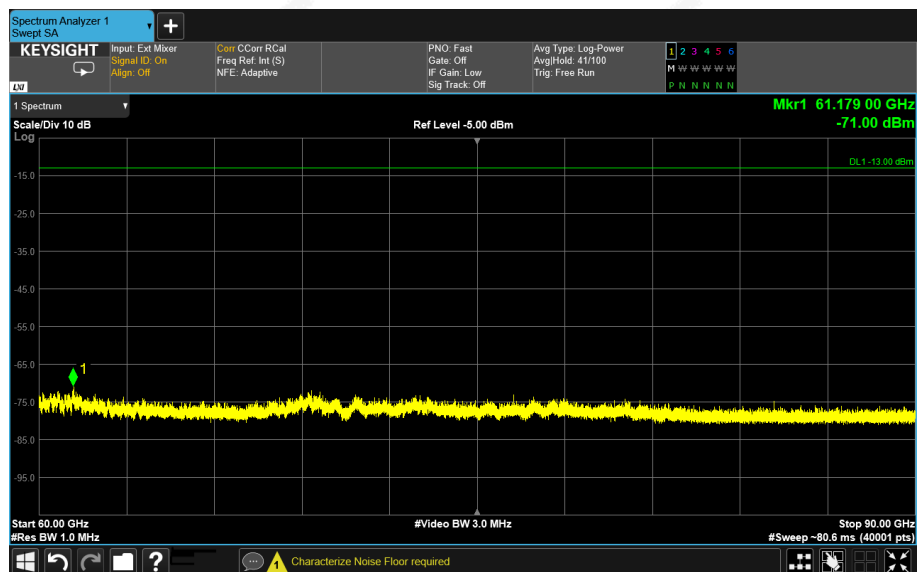 Spectrum Analyzer 1
Swept SA
KEYSIGHT
LXI
Input: Ext Mixer
Signal ID: On
Align: Off
Corr CCorr RCal
Freq Ref: Int (S)
NFE: Adaptive
PNO: Fast
Gate: Off
IF Gain: Low
Sig Track: Off
Avg Type: Log-Power
Avg|Hold: 41/100
Trig: Free Run
1 2 3 4 5 6
M W W W W W
P N N N N N
1 Spectrum
Scale/Div 10 dB
Log
Ref Level -5.00 dBm
Mkr1 61.179 00 GHz
-71.00 dBm
DL1 -13.00 dBm
-15.0
-25.0
-35.0
-45.0
-55.0
-65.0
-75.0
-85.0
-95.0
1
Start 60.00 GHz
#Res BW 1.0 MHz
#Video BW 3.0 MHz
Stop 90.00 GHz
#Sweep ~80.6 ms (40001 pts)
?
1
Characterize Noise Floor required